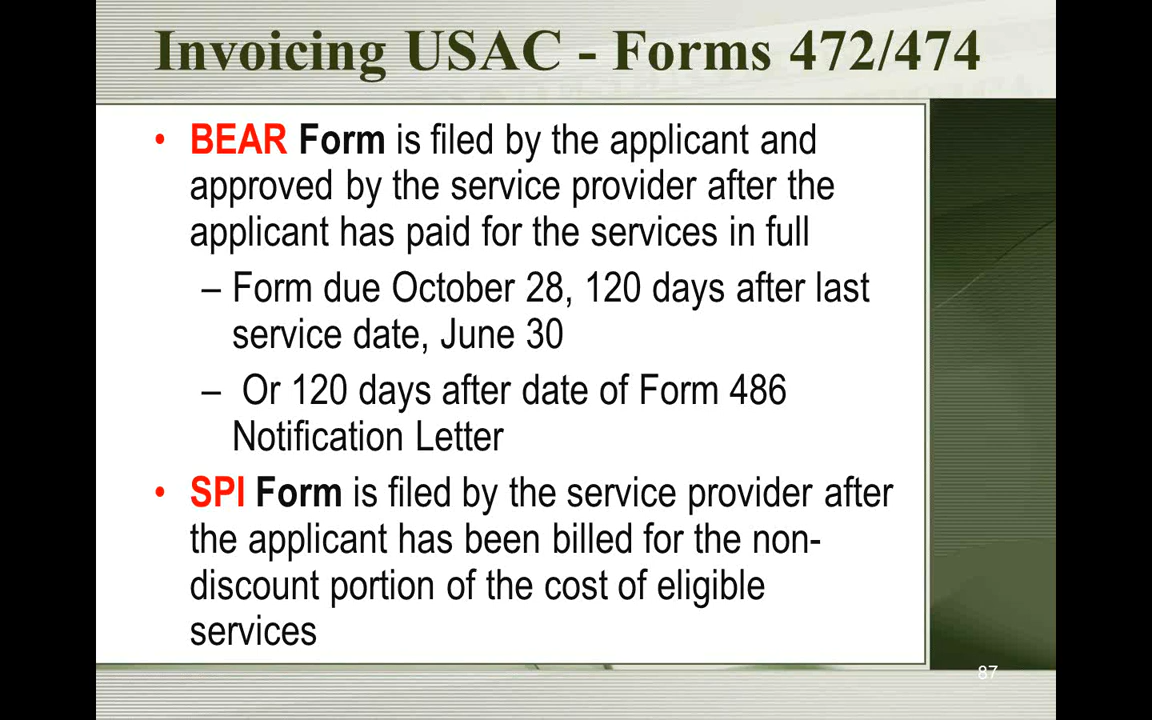 Invoicing USAC - Forms 472/474
• BEAR Form is filed by the applicant and
approved by the service provider after the
applicant has paid for the services in full
– Form due October 28, 120 days after last
service date, June 30
– Or 120 days after date of Form 486
Notification Letter
• SPI Form is filed by the service provider after
the applicant has been billed for the non-
discount portion of the cost of eligible
services
87